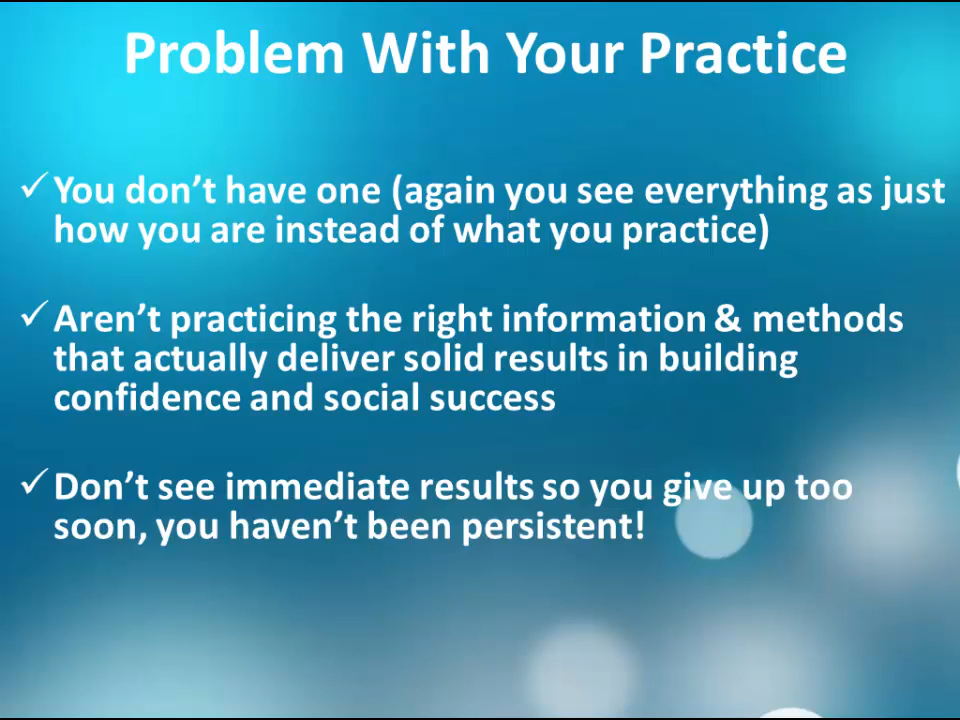 Problem With Your Practice
✓ You don’t have one (again you see everything as just
how you are instead of what you practice)
✓ Aren’t practicing the right information & methods
that actually deliver solid results in building
confidence and social success
✓ Don’t see immediate results so you give up too
soon, you haven’t been persistent!